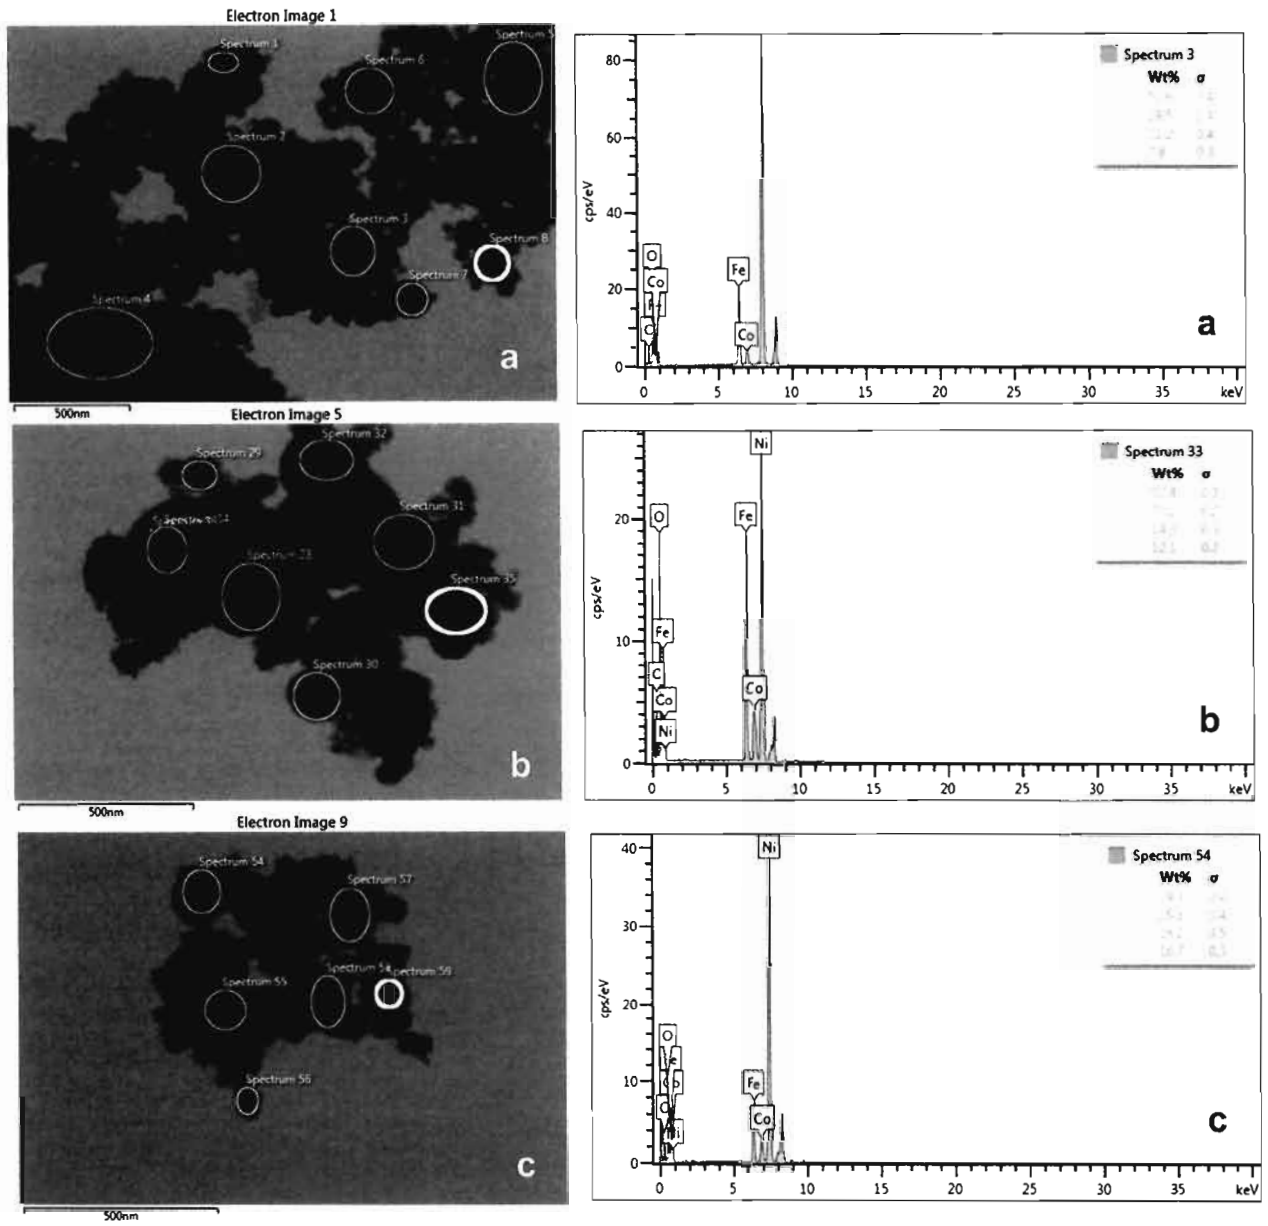 Electron Image 1
Spectrum 5
Spectrum 6
Spectrum 2
Spectrum 3
Spectrum 8
Spectrum 7
Spectrum 4
a
500nm
80
60
40
20
0
cps/eV
O
Co
C
Fe
Co
0
5
10
15
20
25
30
35
keV
Spectrum 3
Wt%
σ
a
Electron Image 5
Spectrum 32
Spectrum 29
Spectrum 31
Spectrum 35
Spectrum 30
b
500nm
20
10
0
cps/eV
Ni
O
Fe
Fe
C
Co
Co
Ni
0
5
10
15
20
25
30
35
keV
Spectrum 33
Wt%
σ
b
Electron Image 9
Spectrum 54
Spectrum 57
Spectrum 59
Spectrum 55
Spectrum 56
c
500nm
40
30
20
10
0
cps/eV
Ni
O
Fe
Co
0
5
10
15
20
25
30
35
keV
Spectrum 54
Wt%
σ
c